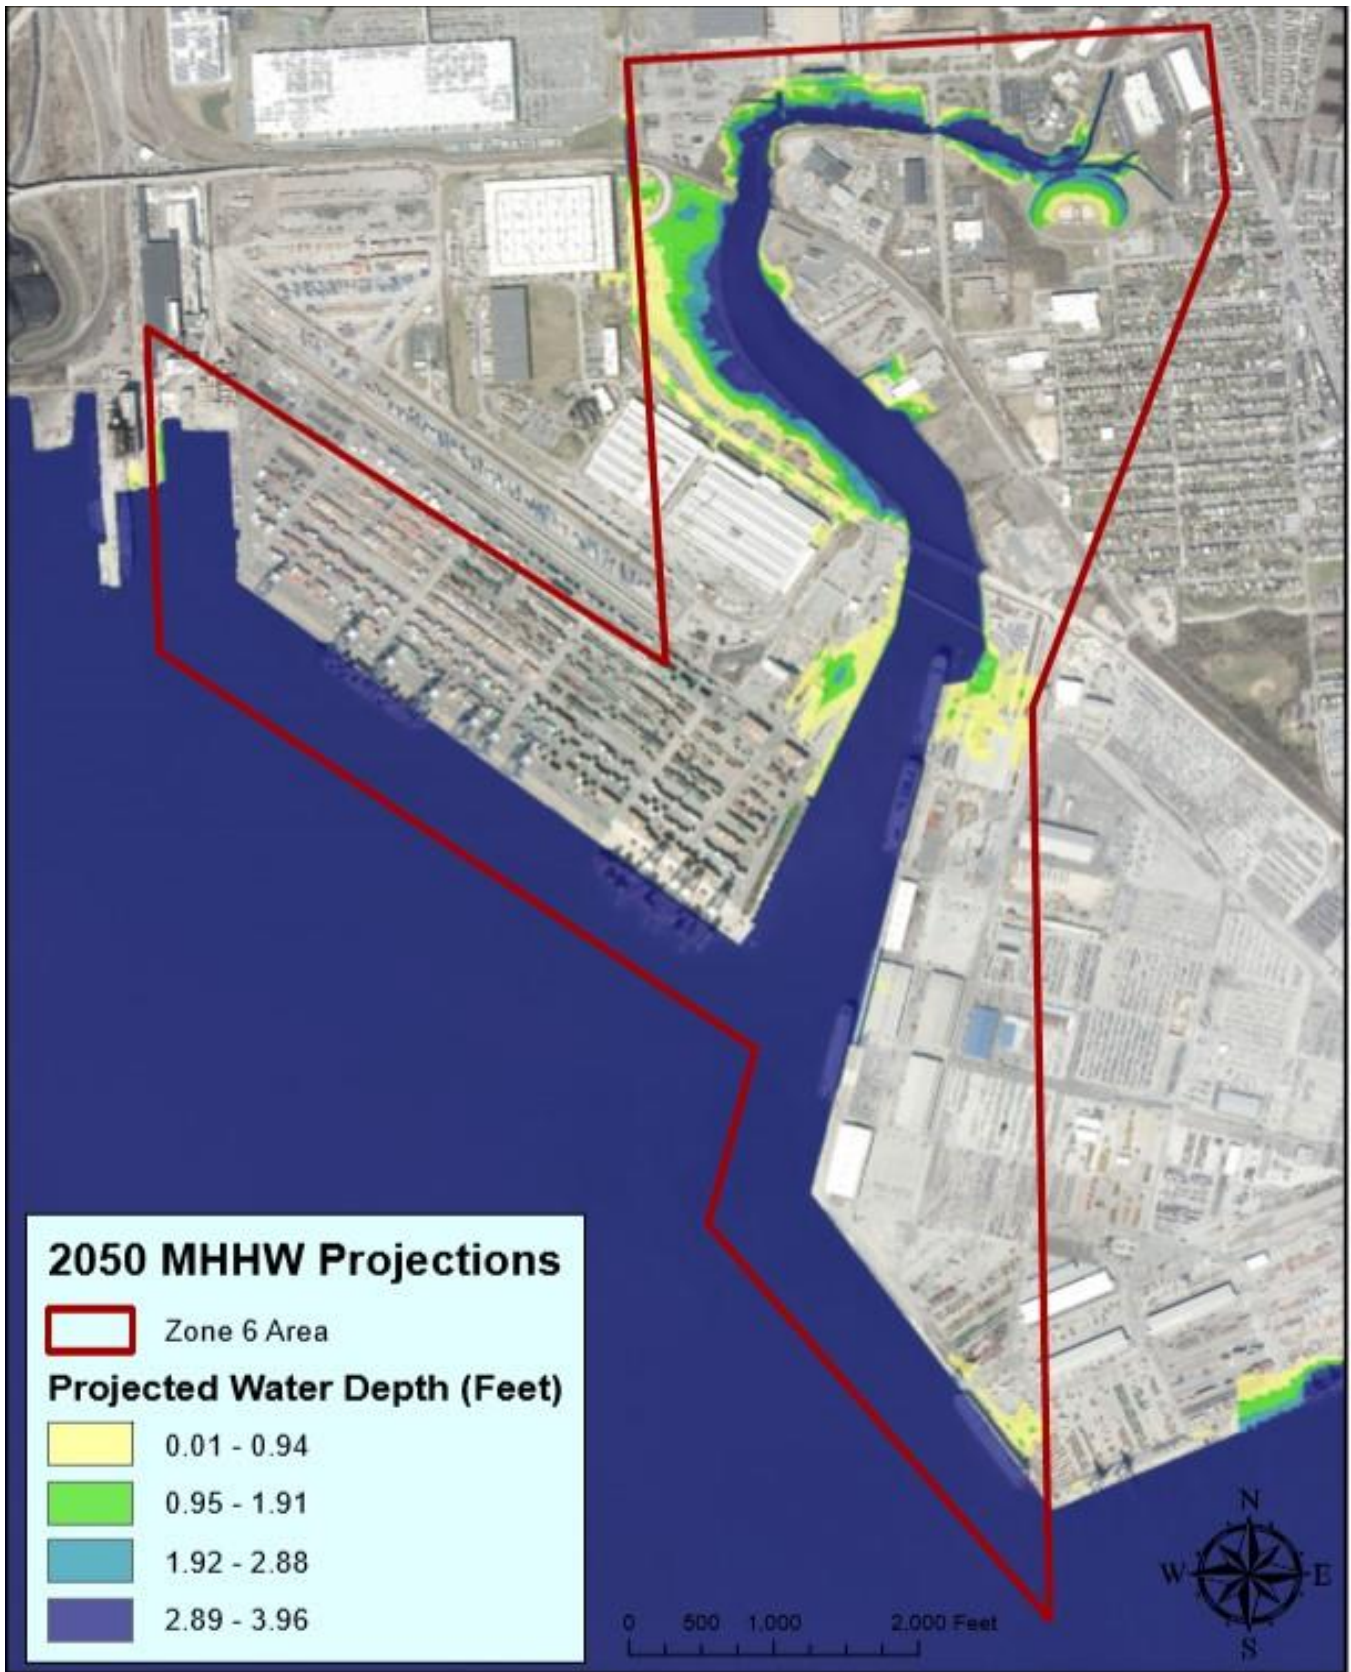 2050 MHHW Projections
Zone 6 Area
Projected Water Depth (Feet)
0.01 - 0.94
0.95 - 1.91
1.92 - 2.88
2.89 - 3.96
0 500 1,000 2,000 Feet
N
W E
S